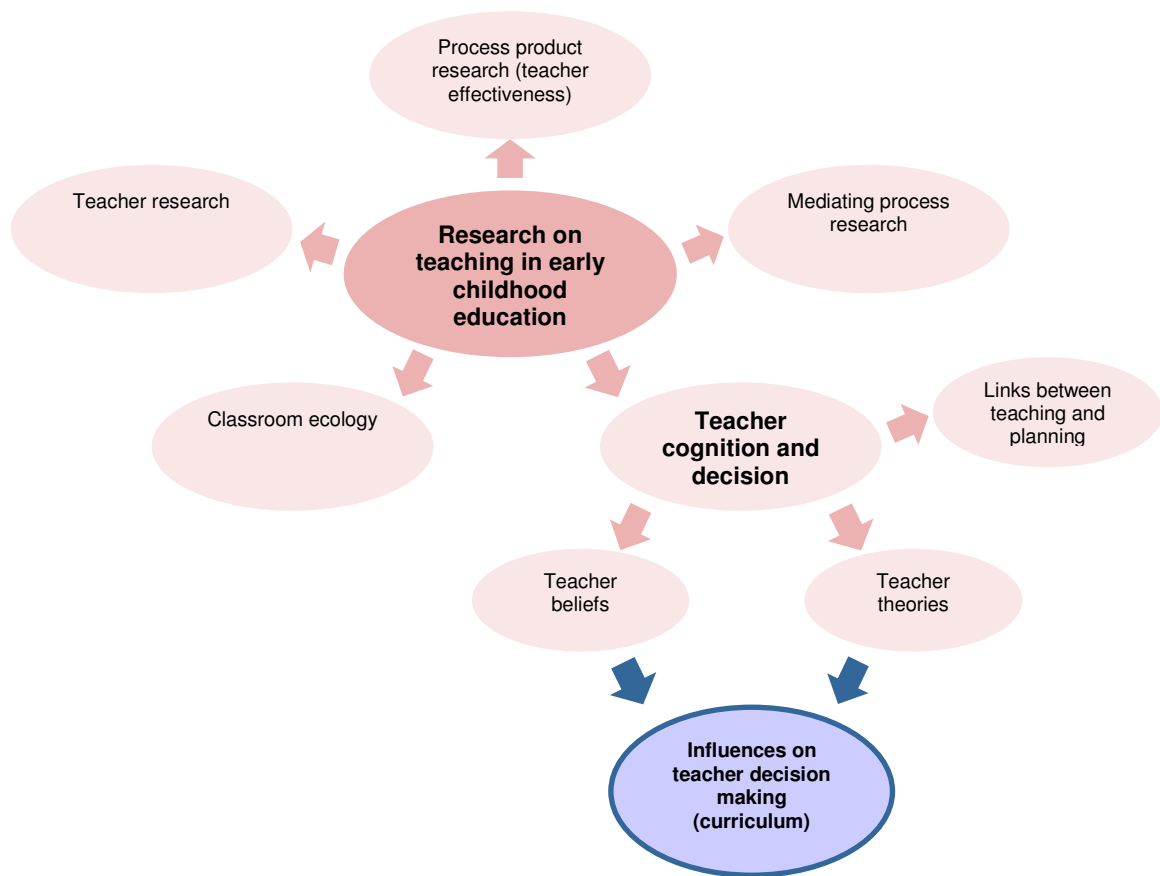 Process product
research (teacher
effectiveness)
Teacher research
Mediating process
research
Research on
teaching in early
childhood
education
Classroom ecology
Teacher
cognition and
decision
Links between
teaching and
planning
Teacher
beliefs
Teacher
theories
Influences on
teacher decision
making
(curriculum)